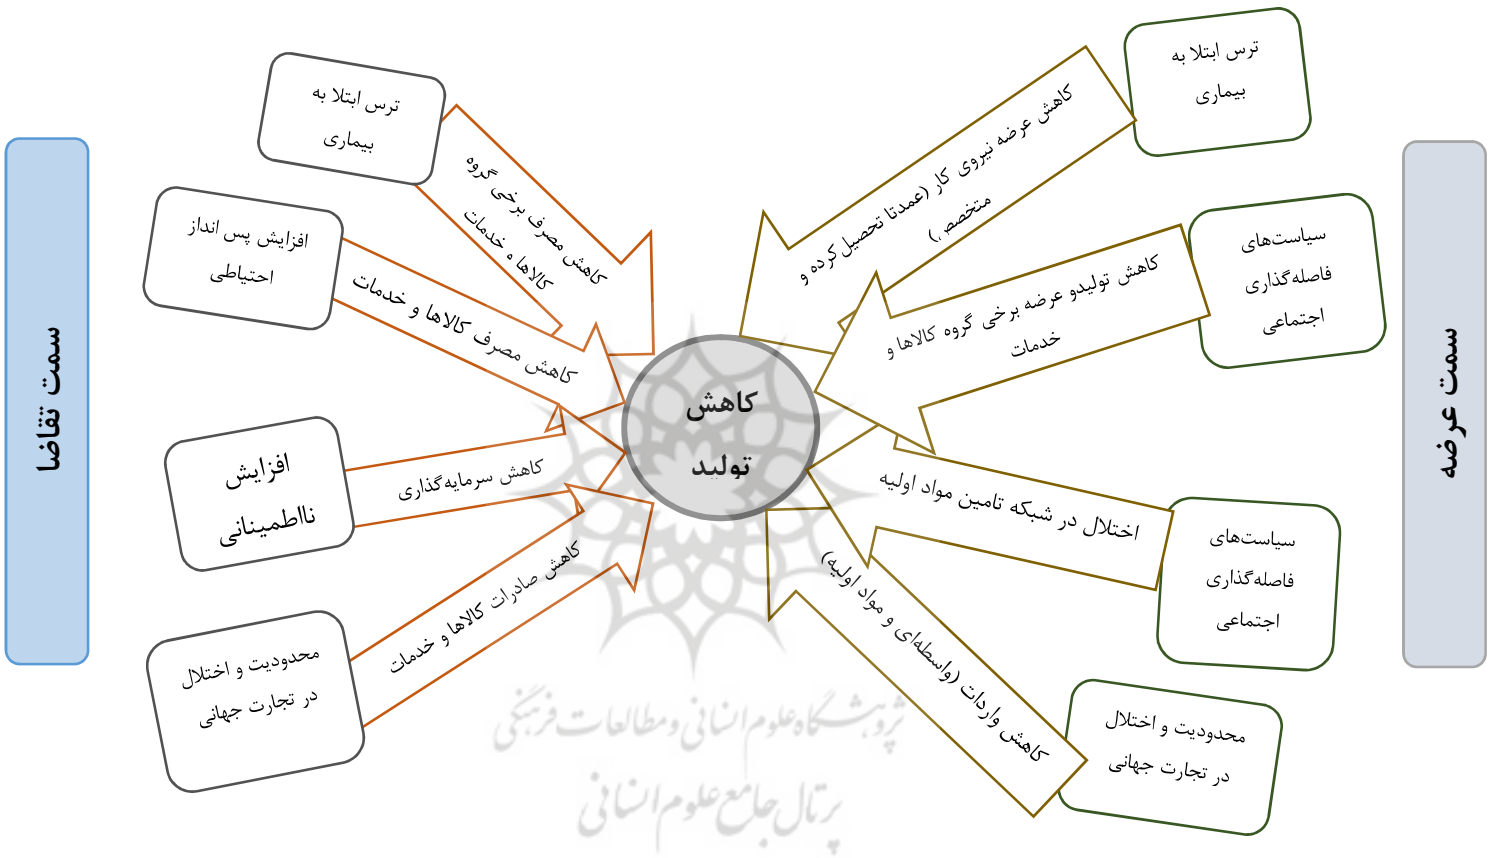 سمت عرضه
ترس ابتلا به
بیماری
کاهش عرضه نیروی کار (عمدتا تحصیل‌کرده و
متخصص)
سیاست‌های
فاصله‌گذاری
اجتماعی
کاهش تولیدو عرضه برخی گروه کالاها و
خدمات
سیاست‌های
فاصله‌گذاری
اجتماعی
اختلال در شبکه تامین مواد اولیه
محدودیت و اختلال
در تجارت جهانی
کاهش واردات (واسطه‌ای و مواد اولیه)
کاهش
تولید
ترس ابتلا به
بیماری
کاهش مصرف برخی گروه
کالاها و خدمات
افزایش پس انداز
احتیاطی
کاهش مصرف کالاها و خدمات
افزایش
نااطمینانی
کاهش سرمایه‌گذاری
محدودیت و اختلال
در تجارت جهانی
کاهش صادرات کالاها و خدمات
سمت تقاضا
پژوهشگاه علوم انسانی و مطالعات فرهنگی
پرتال جامع علوم انسانی